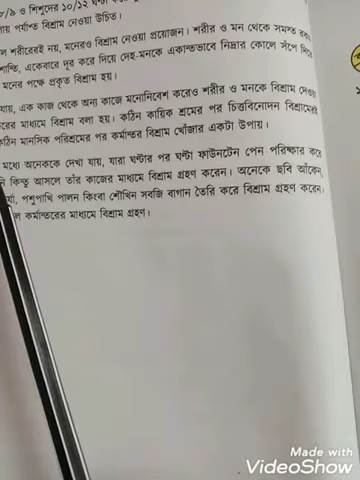 ৮/৯ ও শিশুদের ১০/১২ ঘণ্টা
পর্যাপ্ত বিশ্রাম নেওয়া উচিত।
শরীরেরই নয়, মনেরও বিশ্রাম নেওয়া প্রয়োজন। শরীর ও মন থেকে সমস্ত
একেবারে দূর করে দিয়ে দেহ-মনকে একান্তভাবে নিদ্রার কোলে সঁপে দিলে
মনের পক্ষে প্রকৃত বিশ্রাম হয়।
যায়, এক কাজ থেকে অন্য কাজে মনোনিবেশ করেও শরীর ও মনকে বিশ্রাম দেওয়া
মাধ্যমে বিশ্রাম বলা হয়। কঠিন কায়িক শ্রমের পর চিত্তবিনোদন বিশ্রামেরই
কঠিন মানসিক পরিশ্রমের পর কর্মান্তর বিশ্রাম খোঁজার একটা উপায়।
মধ্যে অনেককে দেখা যায়, যারা ঘণ্টার পর ঘণ্টা ফাউনটেন পেন পরিষ্কার করে
কিন্তু আসলে তাঁর কাজের মাধ্যমে বিশ্রাম গ্রহণ করেন। অনেকে ছবি আঁকেন,
পশুপাখি পালন কিংবা শৌখিন সবজি বাগান তৈরি করে বিশ্রাম গ্রহণ করেন।
কর্মান্তরের মাধ্যমে বিশ্রাম গ্রহণ।
Made with
VideoShow